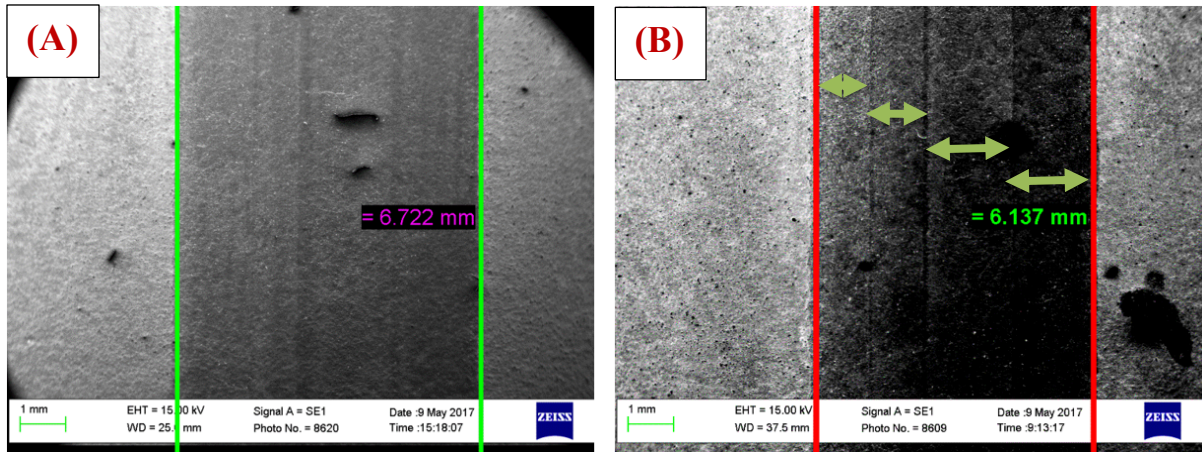 (A)
= 6.722 mm
1 mm
EHT = 15.00 kV
Signal A = SE1
Date :9 May 2017
ZEISS
WD = 25. mm
Photo No. = 8620
Time :15:18:07
(B)
= 6.137 mm
1 mm
EHT = 15.00 kV
Signal A = SE1
Date :9 May 2017
ZEISS
WD = 37.5 mm
Photo No. = 8609
Time :9:13:17